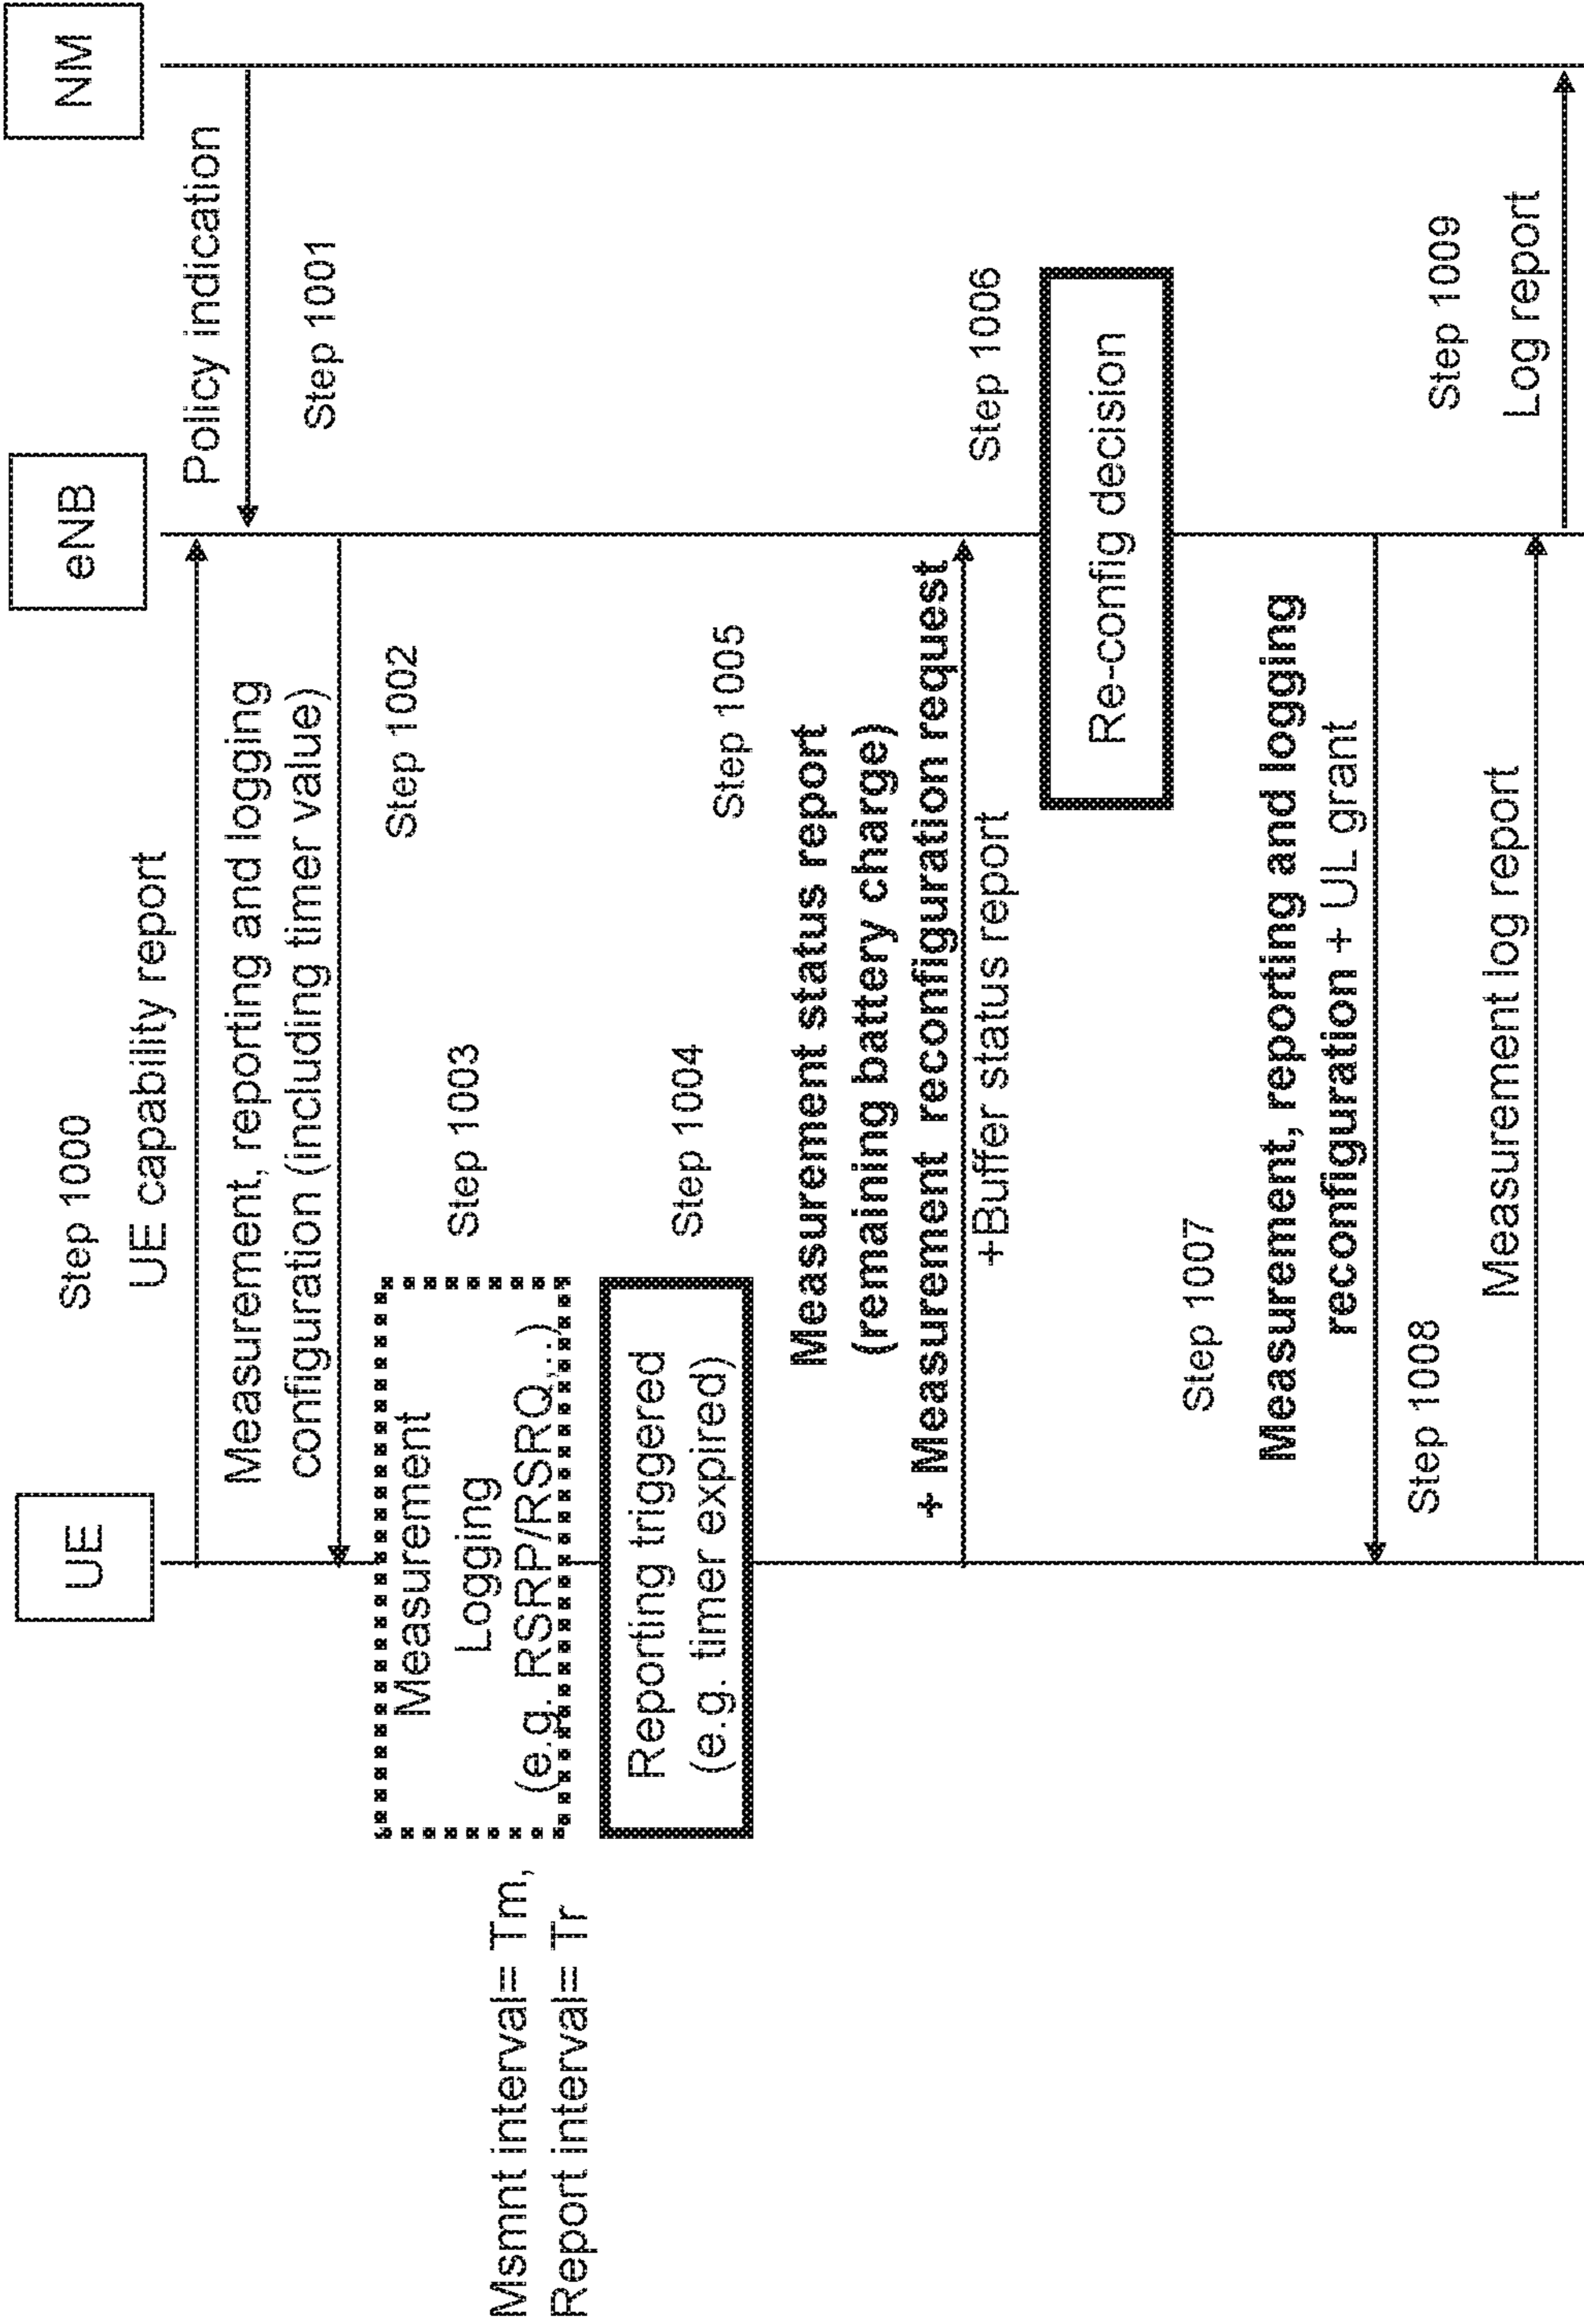 UE
eNB
NM
Step 1000
UE capability report
Policy indication
Step 1001
Measurement, reporting and logging
configuration (including timer value)
Step 1002
Measurement
Logging
(e.g. RSRP/RSRQ,...)
Step 1003
Msmnt interval= Tm,
Report interval= Tr
Reporting triggered
(e.g. timer expired)
Step 1004
Step 1005
Measurement status report
(remaining battery charge)
+ Measurement reconfiguration request
+Buffer status report
Step 1006
Re-config decision
Step 1007
Measurement, reporting and logging
reconfiguration + UL grant
Step 1008
Measurement log report
Step 1009
Log report